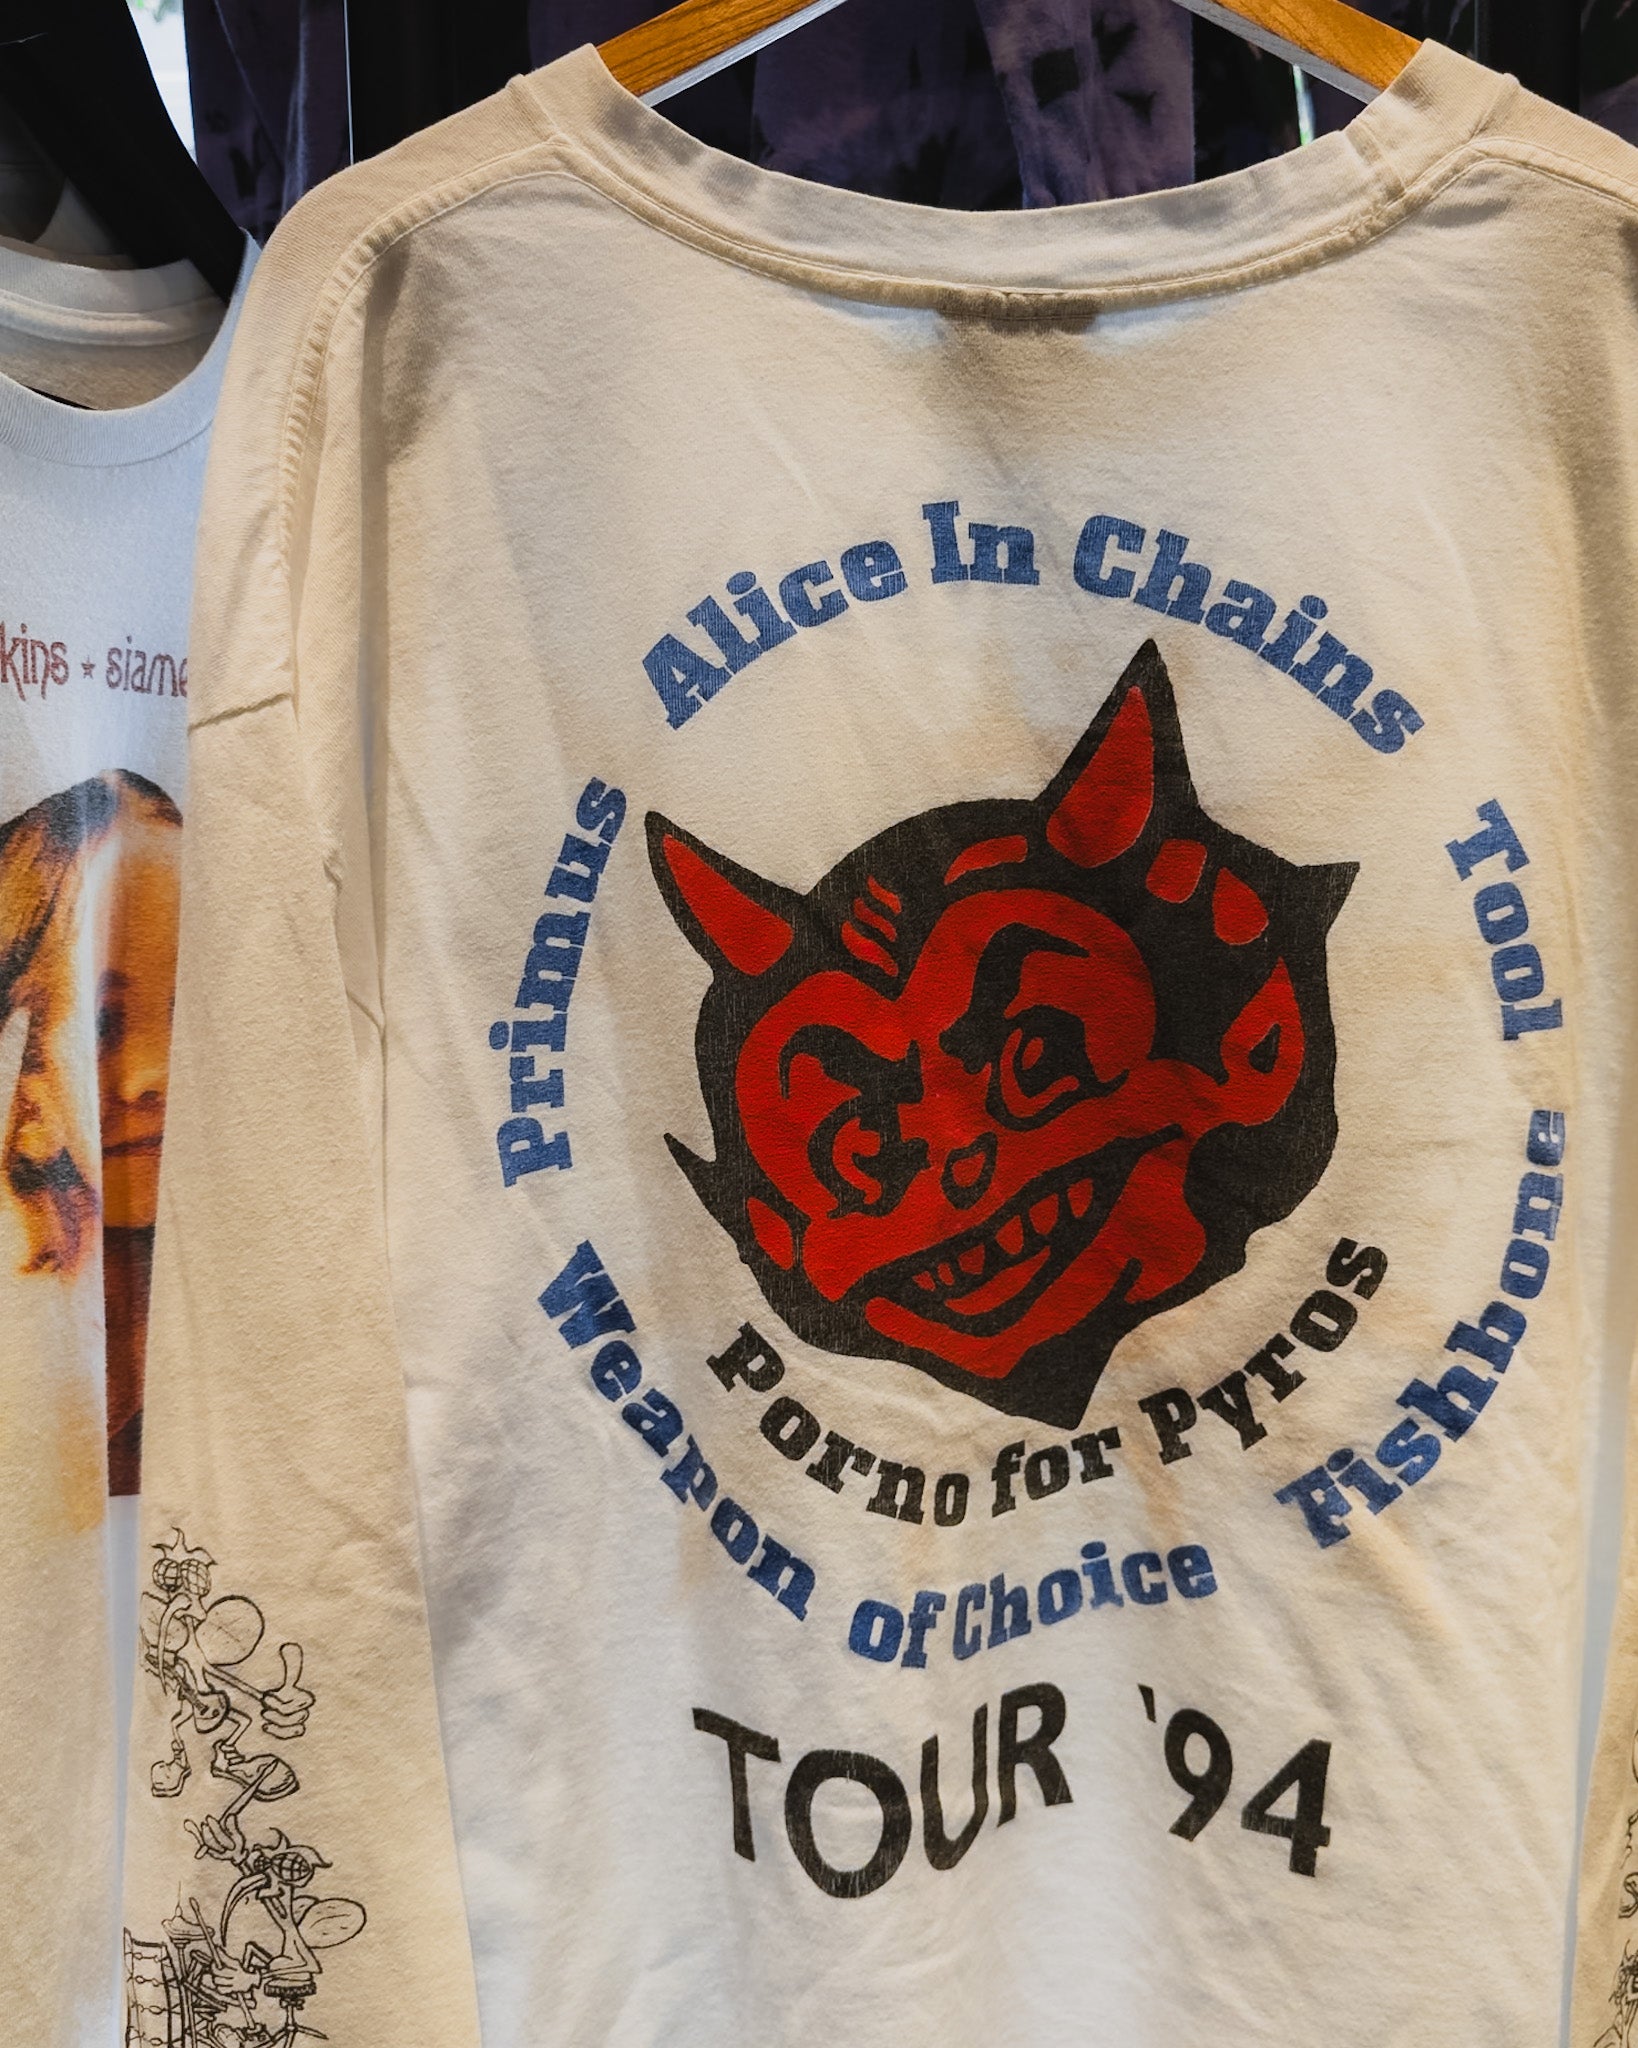 kins ★ siame
Alice In Chains
Primus
Tool
Weapon of Choice
Fishbone
Porno for Pyros
TOUR '94